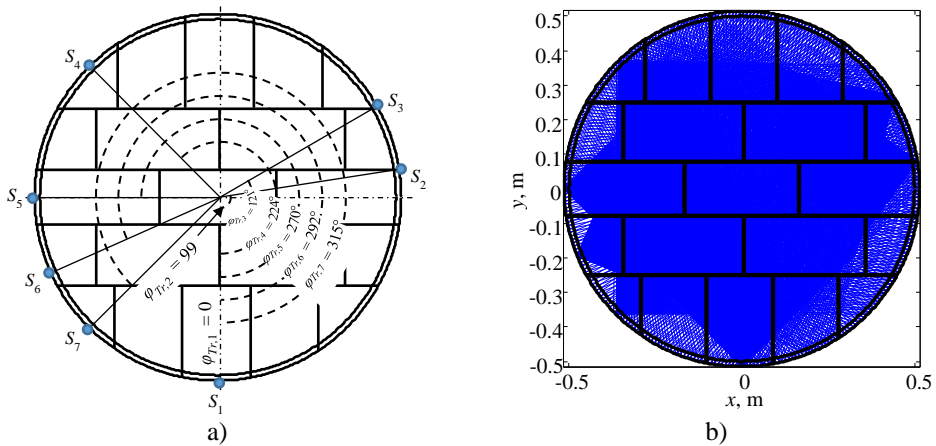 S4
S3
S2
S5
S6
S7
S1
φTr,1 = 0
φTr,2 = 99
φTr,3 = 121°
φTr,4 = 224°
φTr,5 = 270°
φTr,6 = 292°
φTr,7 = 315°
a)
0.5
0.4
0.3
0.2
0.1
0
-0.1
-0.2
-0.3
-0.4
-0.5
y, m
-0.5 0 0.5
x, m
b)